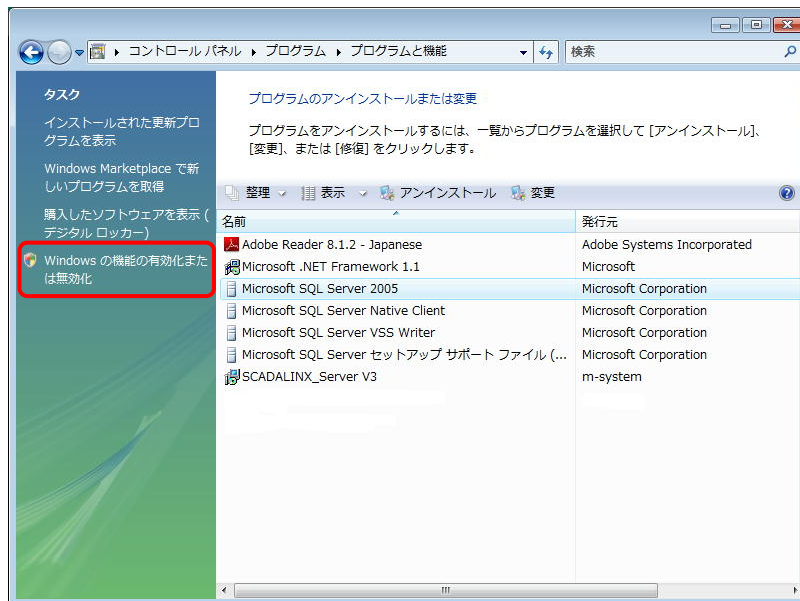 コントロール パネル ▸ プログラム ▸ プログラムと機能
検索
タスク
インストールされた更新プロ
グラムを表示
Windows Marketplace で新
しいプログラムを取得
購入したソフトウェアを表示 (
デジタル ロッカー)
Windows の機能の有効化また
は無効化
プログラムのアンインストールまたは変更
プログラムをアンインストールするには、一覧からプログラムを選択して [アンインストール]、
[変更]、または [修復] をクリックします。
整理 表示 アンインストール 変更
名前 発行元
Adobe Reader 8.1.2 - Japanese Adobe Systems Incorporated
Microsoft .NET Framework 1.1 Microsoft
Microsoft SQL Server 2005 Microsoft Corporation
Microsoft SQL Server Native Client Microsoft Corporation
Microsoft SQL Server VSS Writer Microsoft Corporation
Microsoft SQL Server セットアップ サポート ファイル (... Microsoft Corporation
SCADALINX_Server V3 m-system